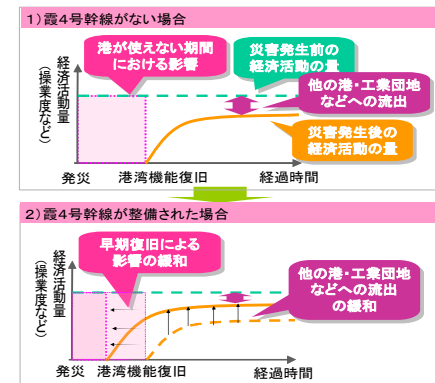 1)霞4号幹線がない場合
港が使えない期間
における影響
災害発生前の
経済活動の量
他の港・工業団地
などへの流出
災害発生後の
経済活動の量
経済活動量
(操業度など)
発災
港湾機能復旧
経過時間
2)霞4号幹線が整備された場合
早期復旧による
影響の緩和
他の港・工業団地
などへの流出
の緩和
経済活動量
(操業度など)
発災
港湾機能復旧
経過時間